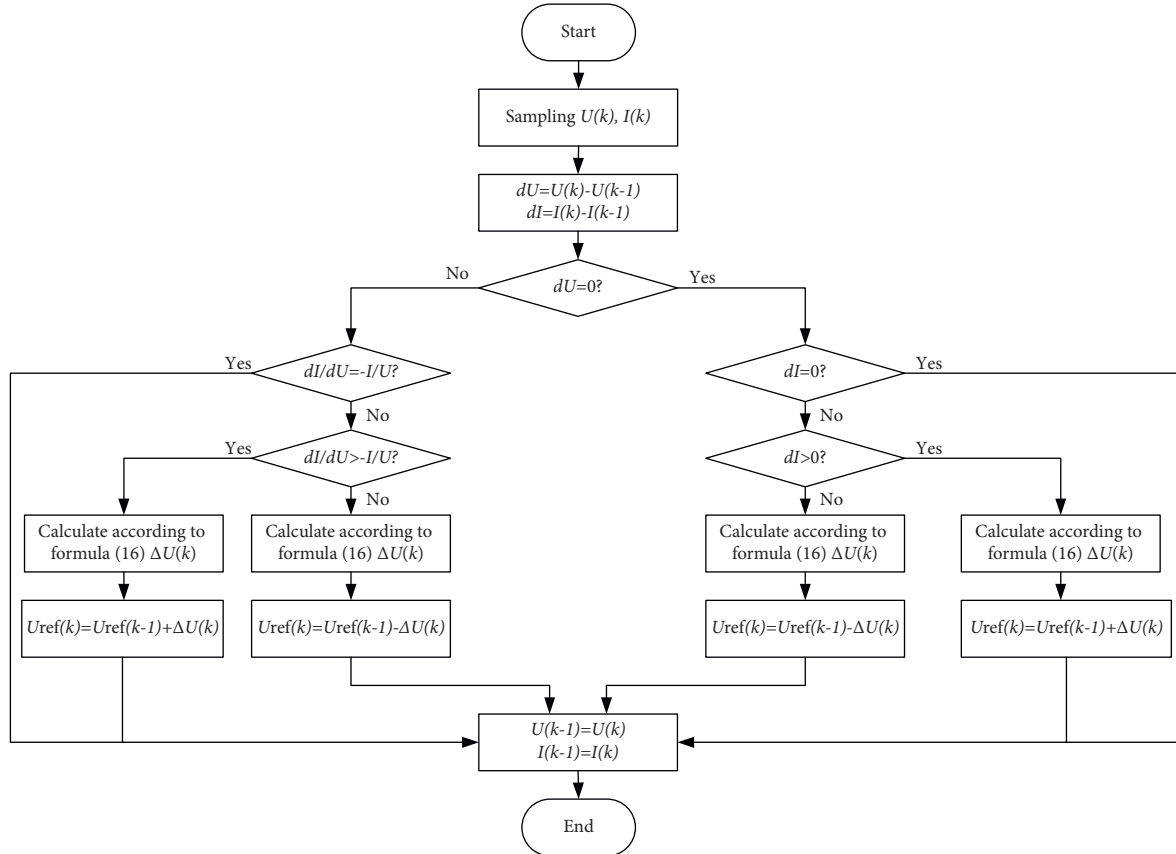 Start
Sampling U(k), I(k)
dU=U(k)-U(k-1)
dI=I(k)-I(k-1)
No
dU=0?
Yes
Yes
dI/dU=-I/U?
dI=0?
Yes
No
No
Yes
dI/dU>-I/U?
dI>0?
Yes
No
No
Calculate according to
formula (16) ΔU(k)
Calculate according to
formula (16) ΔU(k)
Calculate according to
formula (16) ΔU(k)
Calculate according to
formula (16) ΔU(k)
Uref(k)=Uref(k-1)+ΔU(k)
Uref(k)=Uref(k-1)-ΔU(k)
Uref(k)=Uref(k-1)-ΔU(k)
Uref(k)=Uref(k-1)+ΔU(k)
U(k-1)=U(k)
I(k-1)=I(k)
End